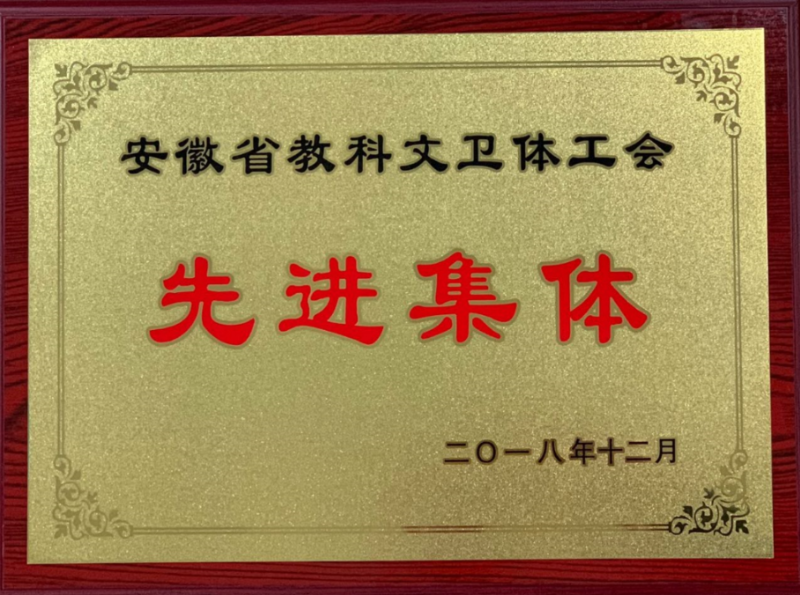 安徽省教科文卫体工会
先进集体
二〇一八年十二月